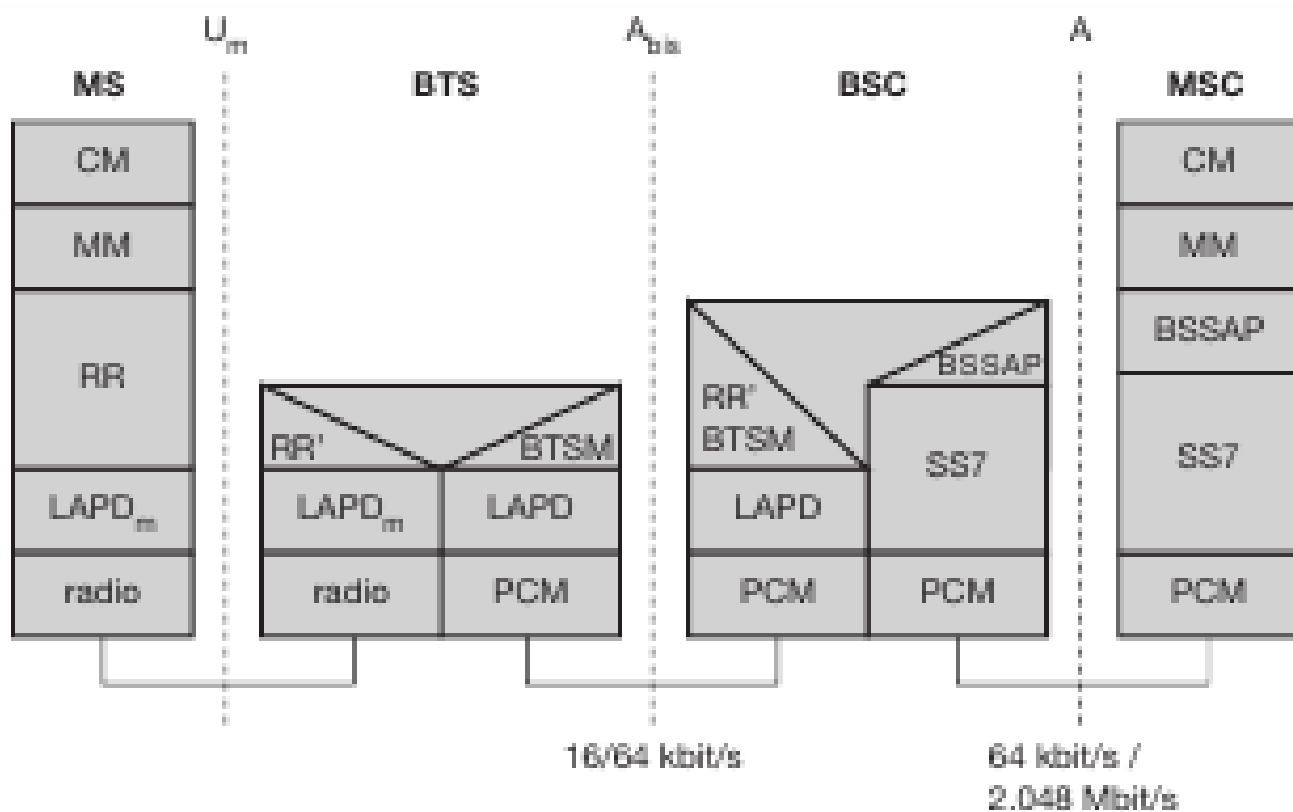 Um Abis A
MS BTS BSC MSC
CM CM
MM MM
RR BSSAP
RR' BTSM
RR'
BTSM
BSSAP
SS7 SS7
LAPDm LAPDm LAPD LAPD
radio radio PCM PCM PCM PCM
16/64 kbit/s 64 kbit/s /
2.048 Mbit/s